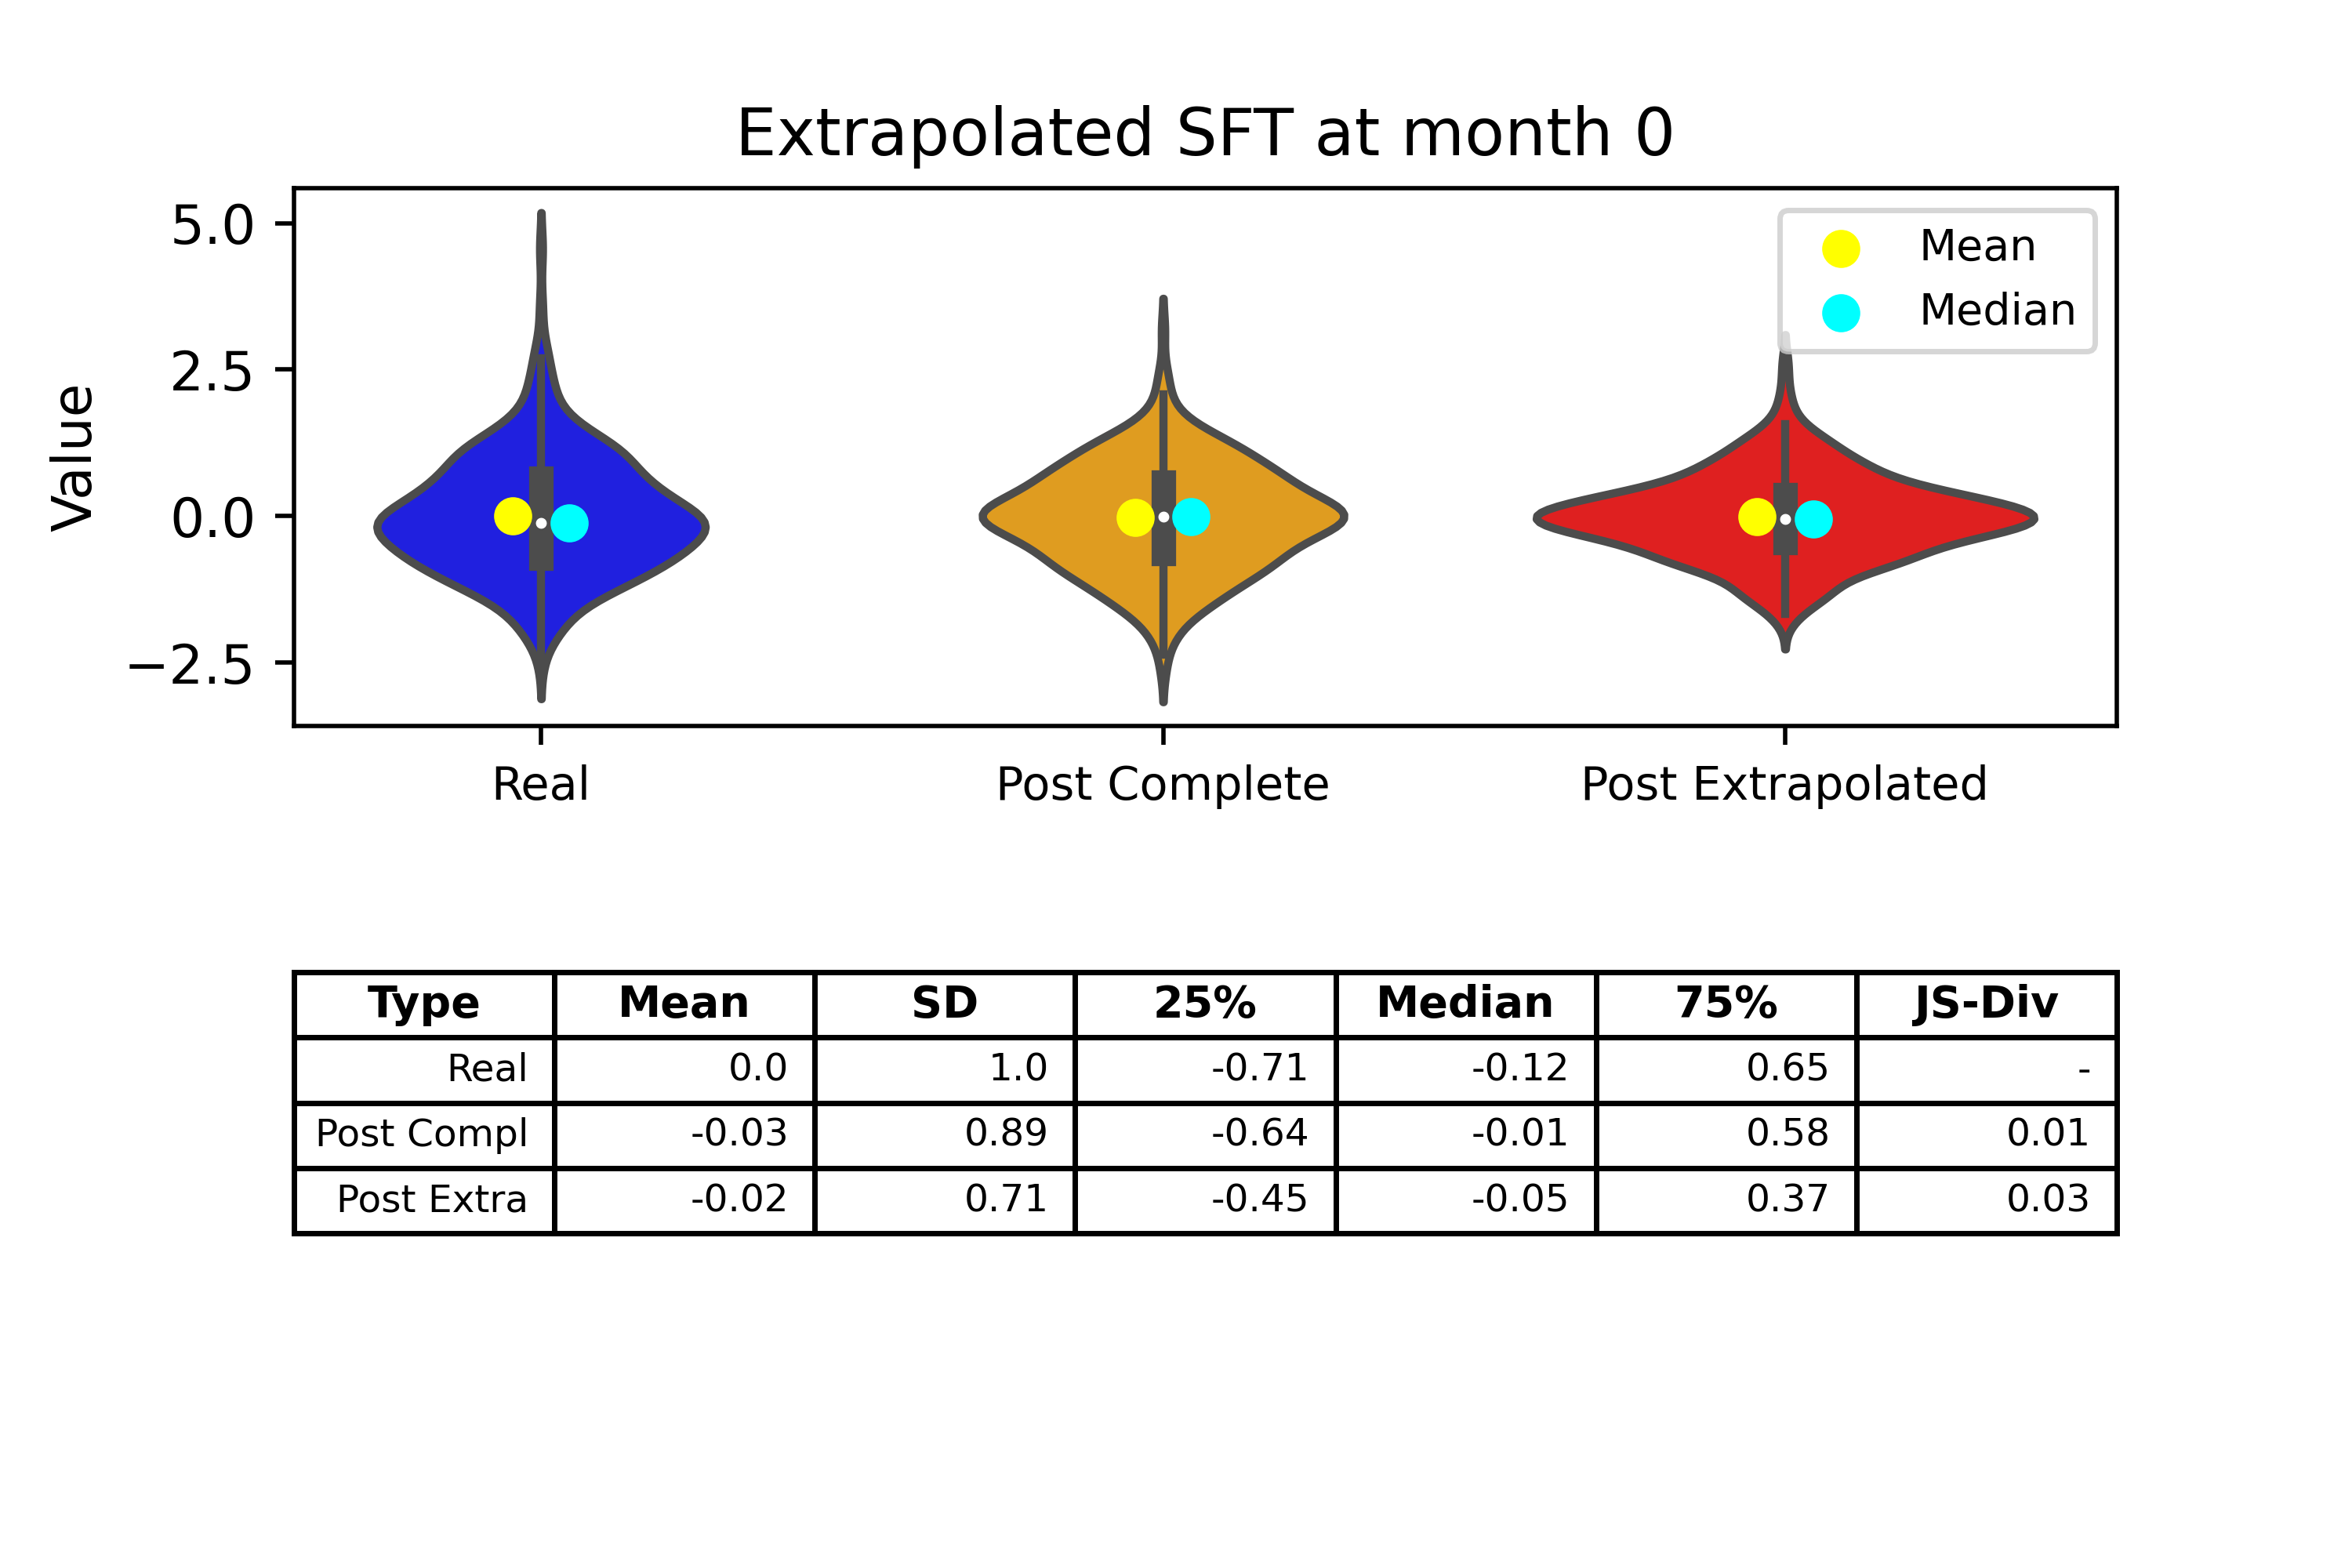 Extrapolated SFT at month 0
5.0
2.5
0.0
−2.5
Value
Mean
Median
Real Post Complete Post Extrapolated
Type Mean SD 25% Median 75% JS-Div
Real 0.0 1.0 -0.71 -0.12 0.65 -
Post Compl -0.03 0.89 -0.64 -0.01 0.58 0.01
Post Extra -0.02 0.71 -0.45 -0.05 0.37 0.03